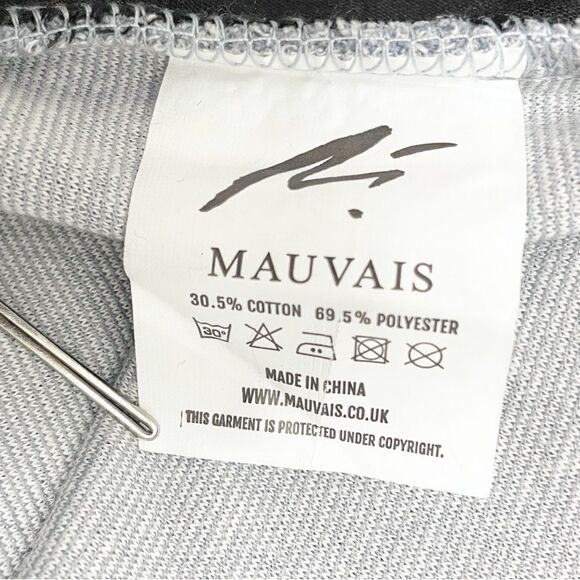 MAUVAIS
30.5% COTTON 69.5% POLYESTER
30°
MADE IN CHINA
WWW.MAUVAIS.CO.UK
THIS GARMENT IS PROTECTED UNDER COPYRIGHT.